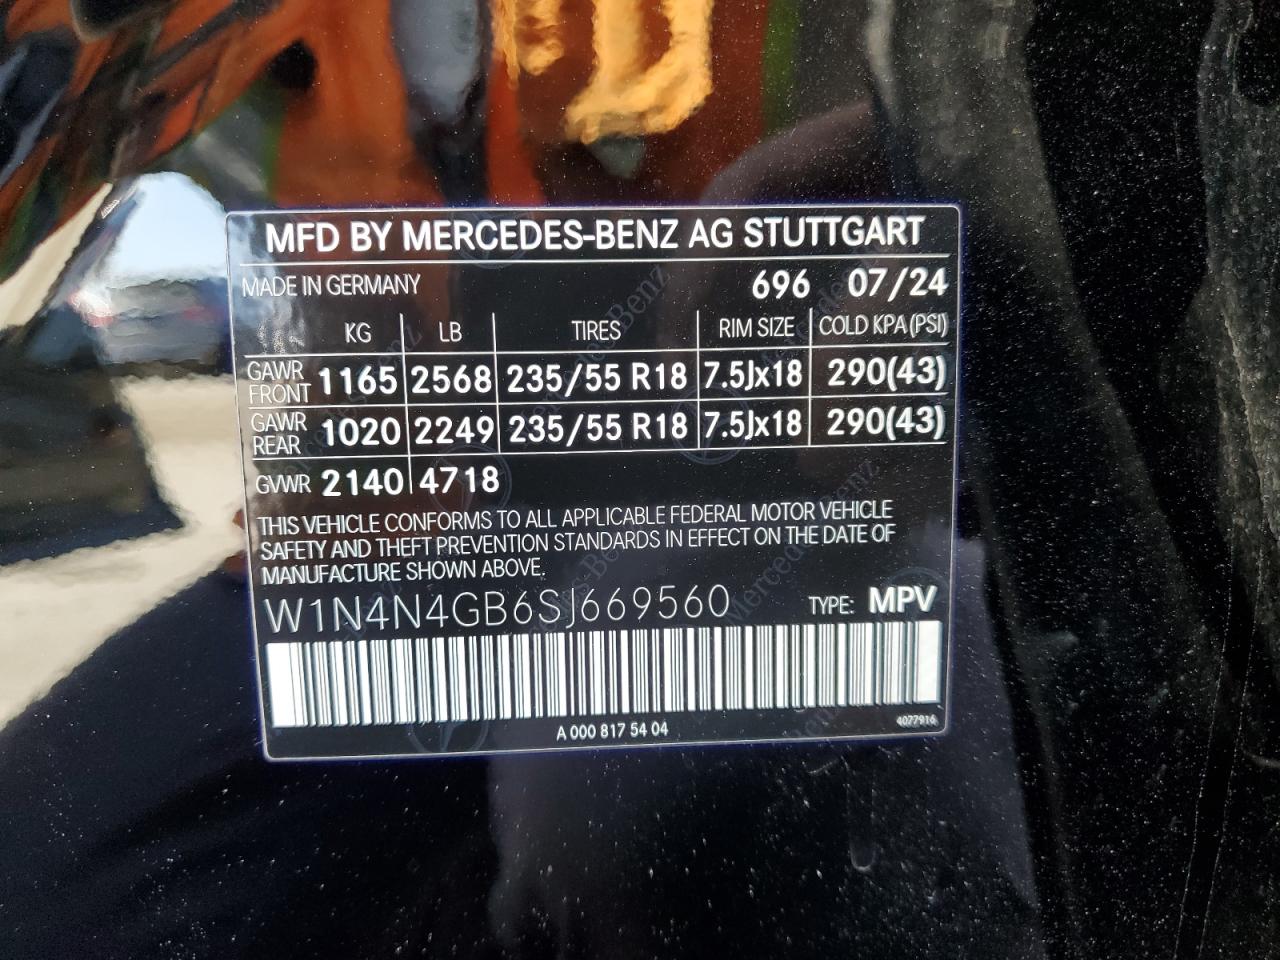 MFD BY MERCEDES-BENZ AG STUTTGART
MADE IN GERMANY 696 07/24
KG LB TIRES RIM SIZE COLD KPA (PSI)
GAWR FRONT 1165 2568 235/55 R18 7.5Jx18 290(43)
GAWR REAR 1020 2249 235/55 R18 7.5Jx18 290(43)
GVWR 2140 4718
THIS VEHICLE CONFORMS TO ALL APPLICABLE FEDERAL MOTOR VEHICLE
SAFETY AND THEFT PREVENTION STANDARDS IN EFFECT ON THE DATE OF
MANUFACTURE SHOWN ABOVE.
W1N4N4GB6SJ669560 TYPE: MPV
A 000 817 54 04 4077916